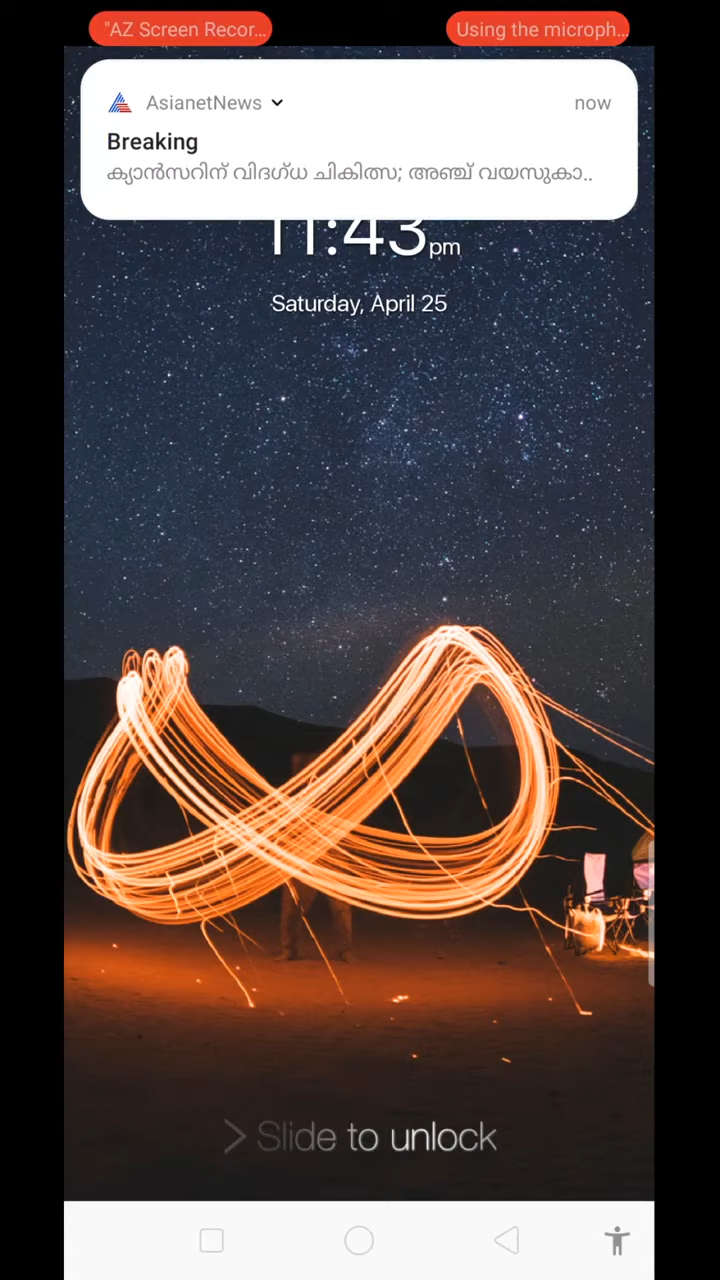 "AZ Screen Recor...
Using the microph...
AsianetNews
now
Breaking
ക്യാൻസറിന് വിദഗ്ധ ചികിത്സ; അഞ്ച് വയസുകാ..
11:43pm
Saturday, April 25
> Slide to unlock